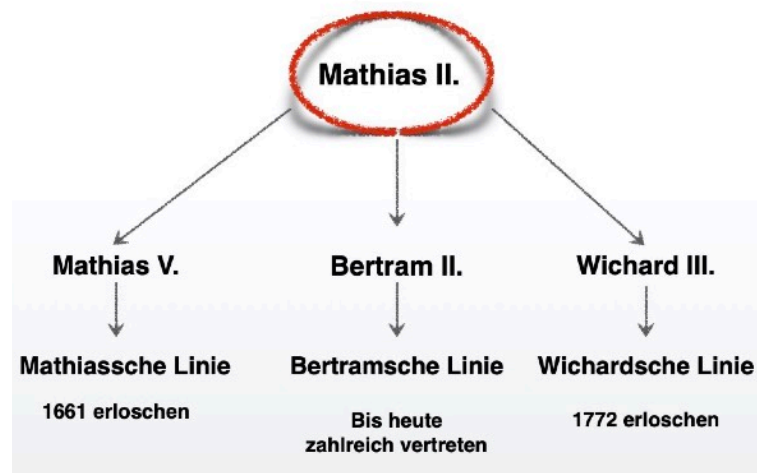 Mathias II.
Mathias V.
Bertram II.
Wichard III.
Mathiassche Linie
Bertramsche Linie
Wichardsche Linie
1661 erloschen
Bis heute
zahlreich vertreten
1772 erloschen